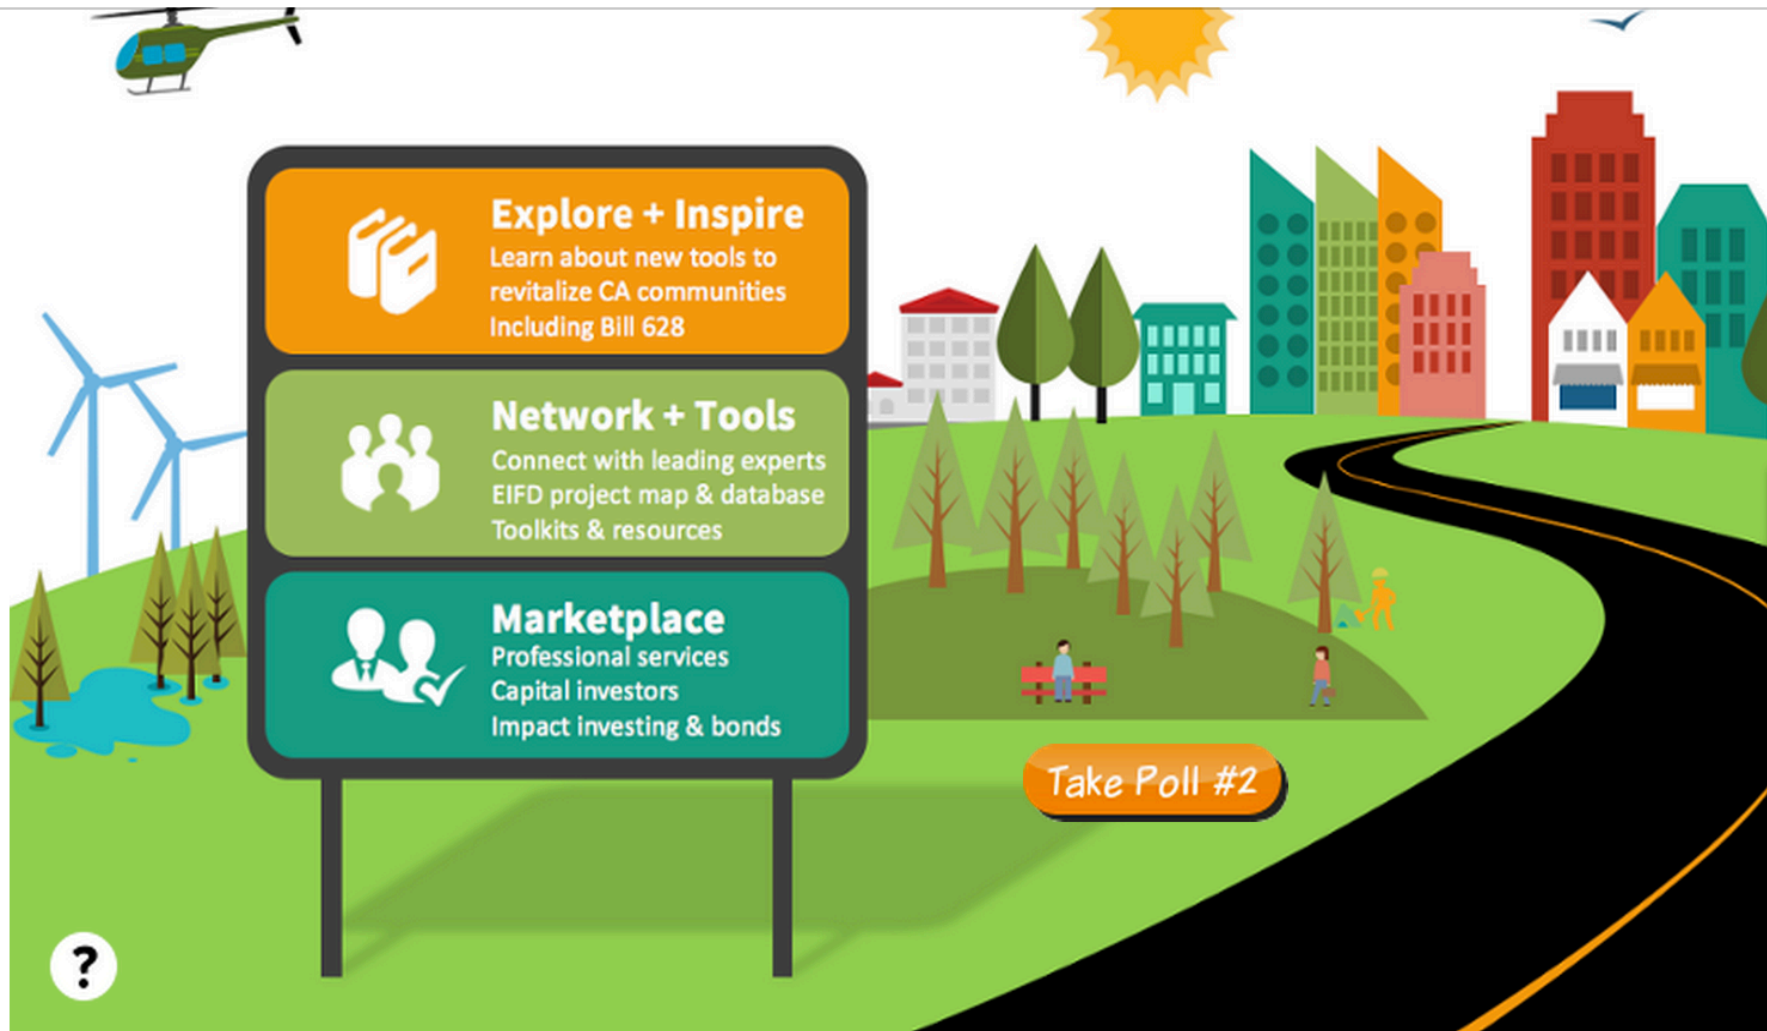 Explore + Inspire
Learn about new tools to
revitalize CA communities
Including Bill 628
Network + Tools
Connect with leading experts
EIFD project map & database
Toolkits & resources
Marketplace
Professional services
Capital investors
Impact investing & bonds
Take Poll #2
?